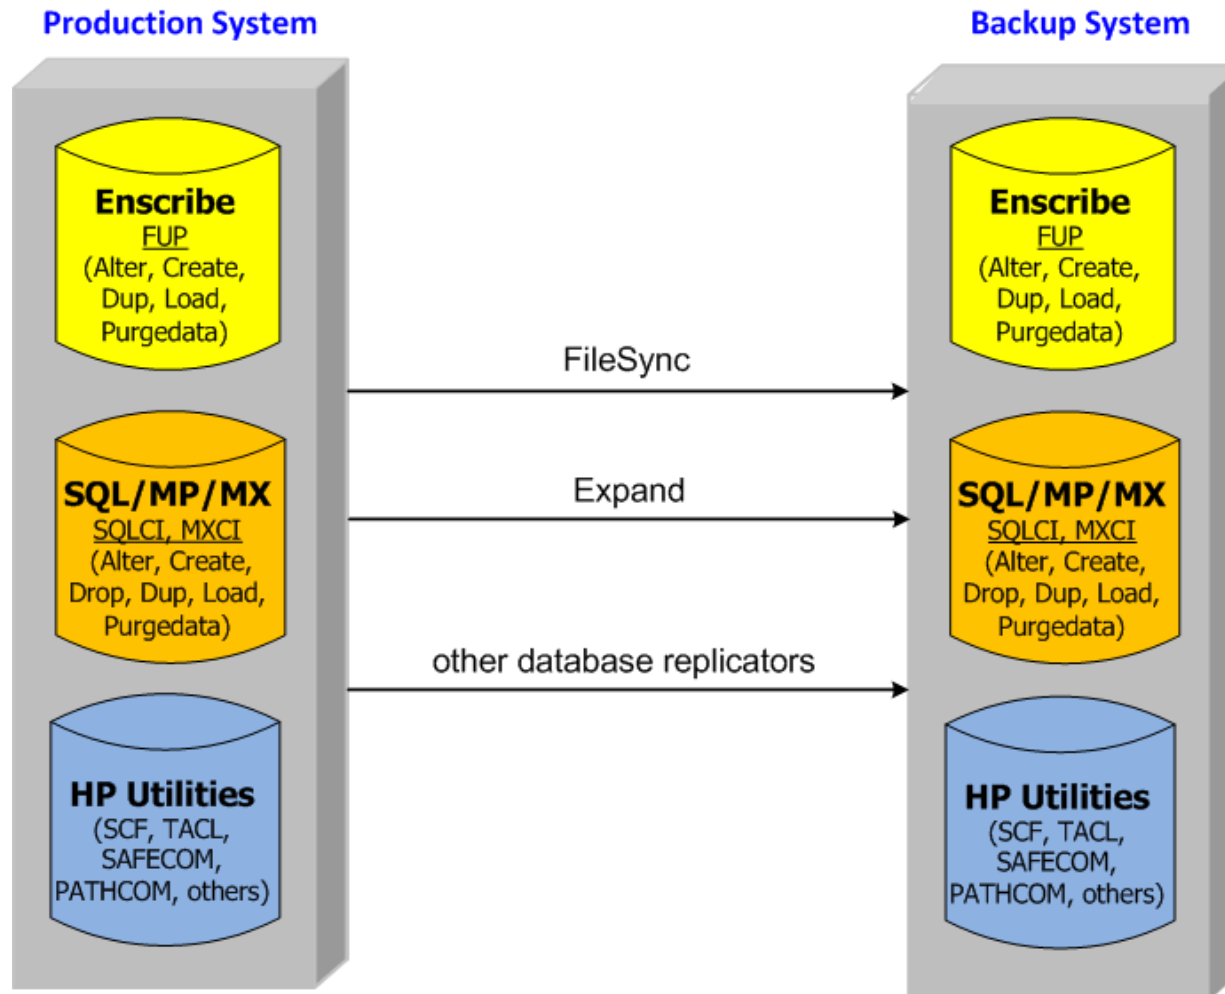 Production System
Backup System
Enscribe
FUP
(Alter, Create,
Dup, Load,
Purgedata)
SQL/MP/MX
SQLCI, MXCI
(Alter, Create,
Drop, Dup, Load,
Purgedata)
HP Utilities
(SCF, TACL,
SAFECOM,
PATHCOM, others)
FileSync
Expand
other database replicators
Enscribe
FUP
(Alter, Create,
Dup, Load,
Purgedata)
SQL/MP/MX
SQLCI, MXCI
(Alter, Create,
Drop, Dup, Load,
Purgedata)
HP Utilities
(SCF, TACL,
SAFECOM,
PATHCOM, others)